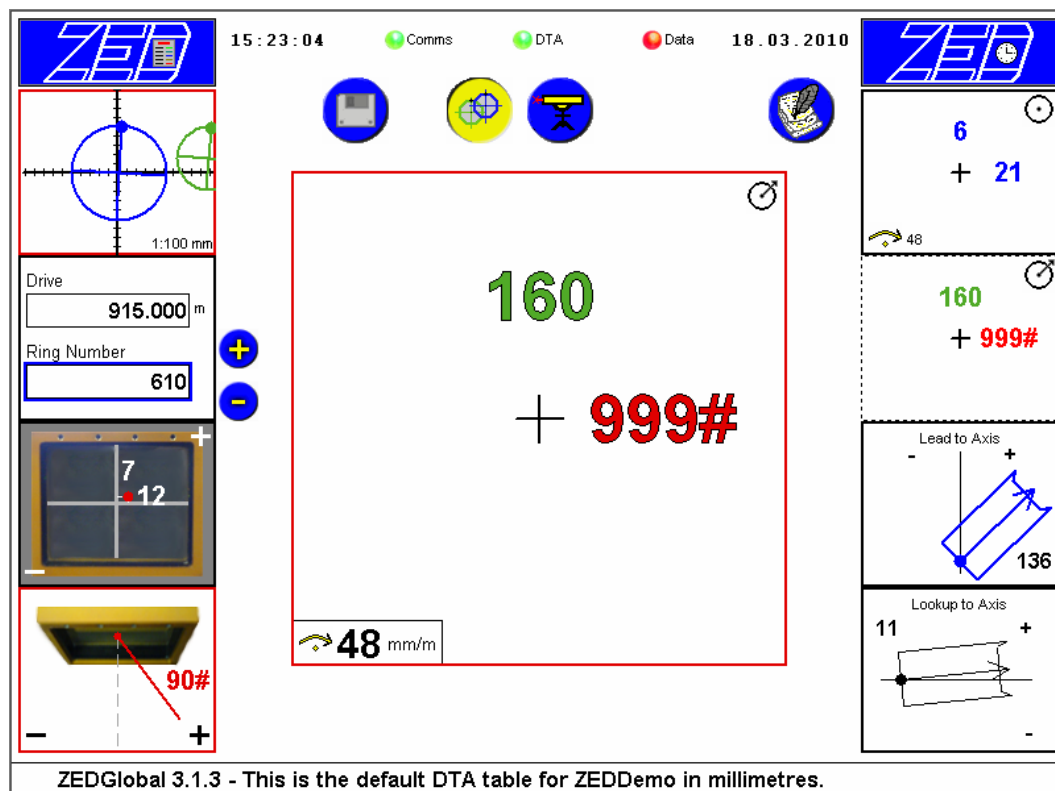 ZED
15:23:04 Comms DTA Data 18.03.2010
ZED
1:100 mm
Drive
915.000 m
Ring Number
610
+
-
+
7
12
-
90#
- +
160
999#
48 mm/m
6
21
48
160
999#
Lead to Axis
- +
136
Lookup to Axis
11 +
-
ZEDGlobal 3.1.3 - This is the default DTA table for ZEDDemo in millimetres.